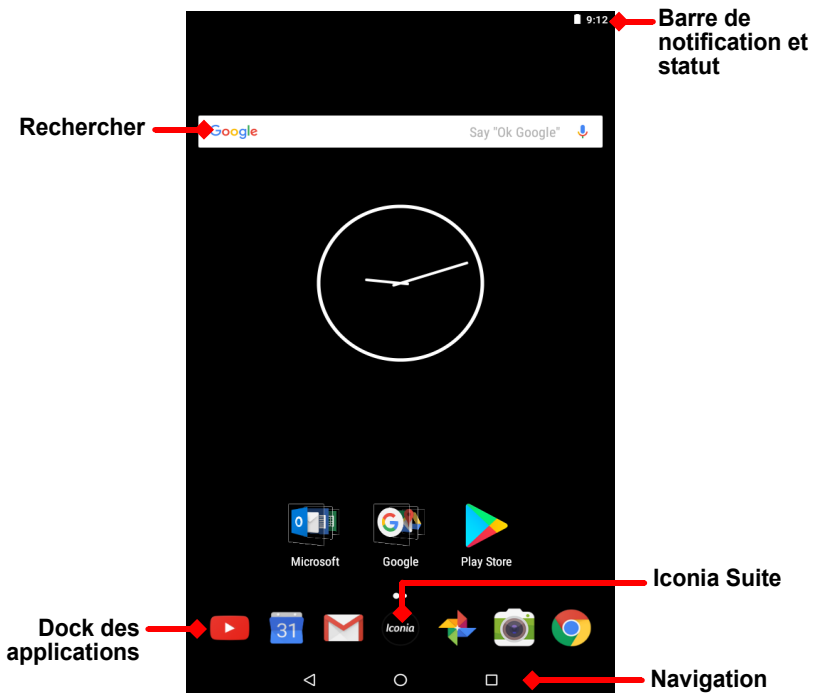 9:12
Barre de
notification et
statut
Rechercher
Google
Say "Ok Google"
Microsoft
Google
Play Store
Iconia Suite
31
Iconia
Dock des
applications
Navigation